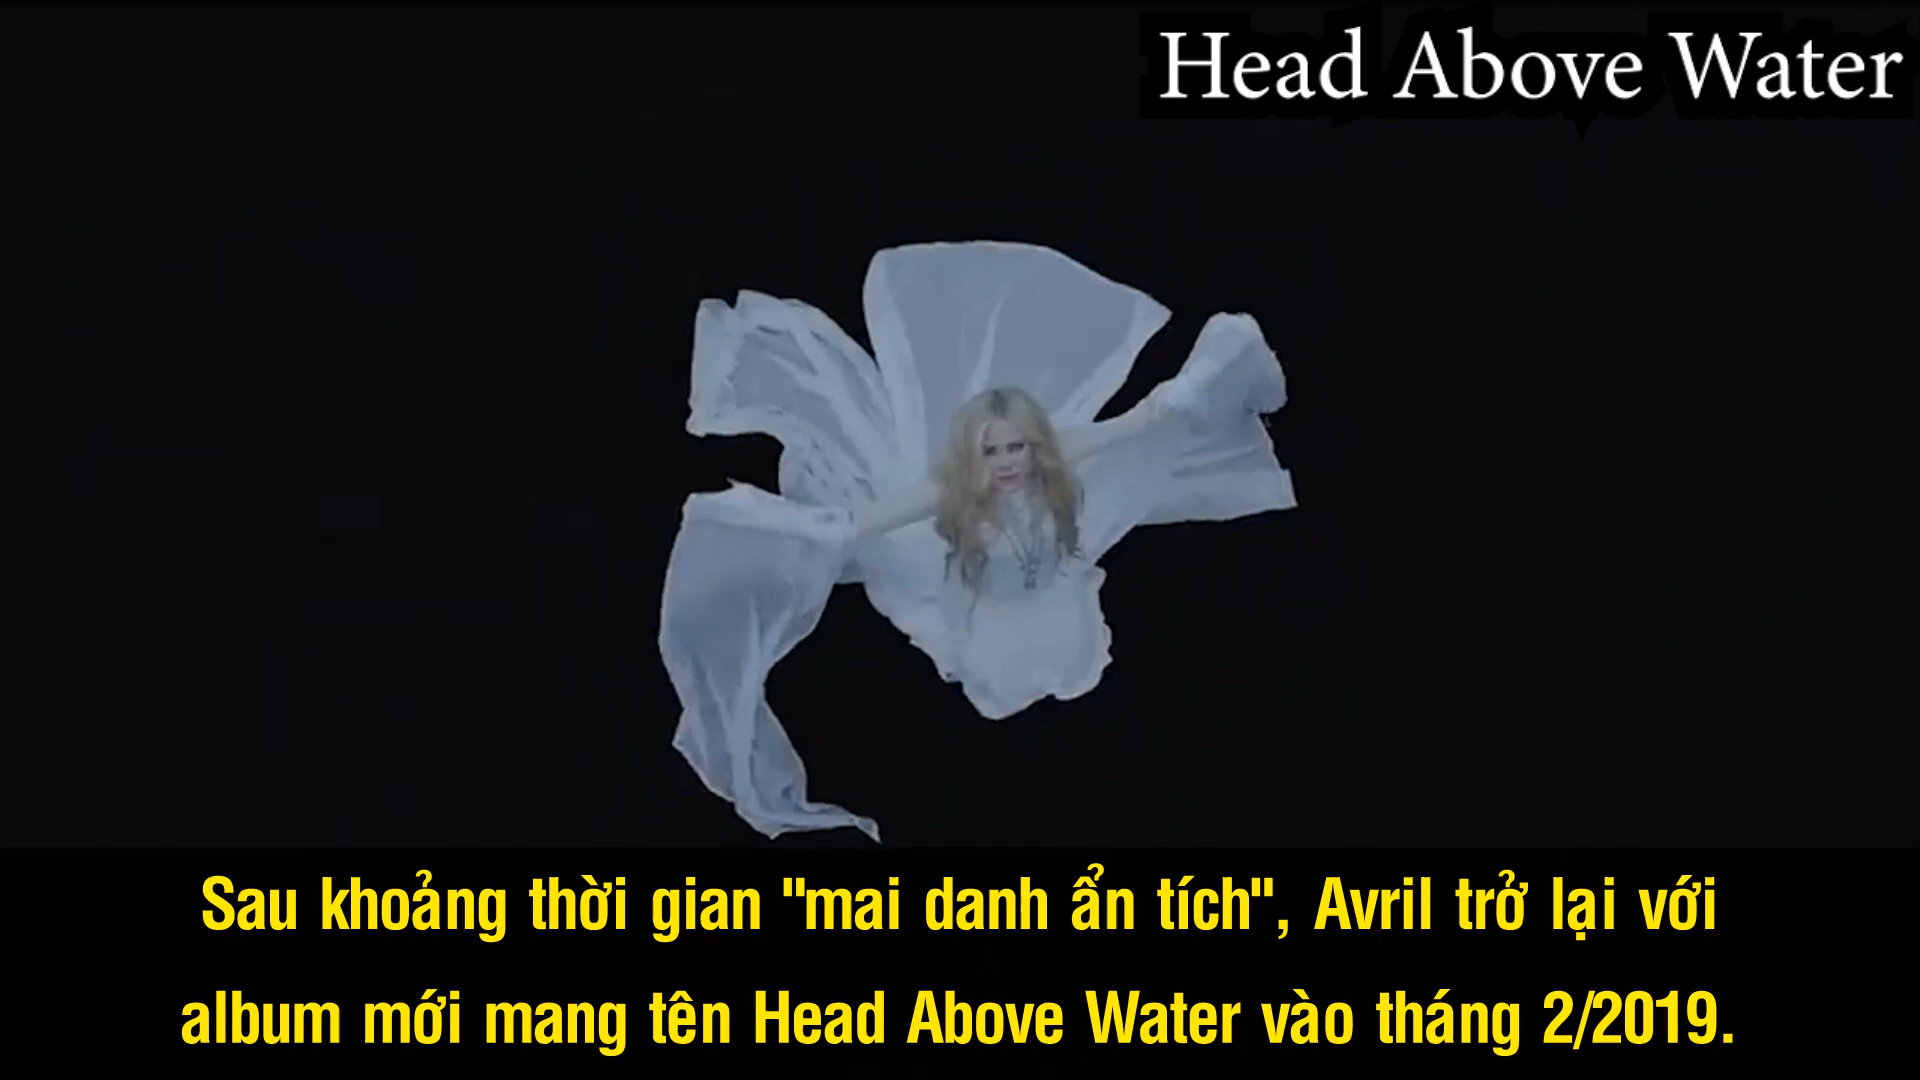 Head Above Water
Sau khoảng thời gian "mai danh ẩn tích", Avril trở lại với
album mới mang tên Head Above Water vào tháng 2/2019.